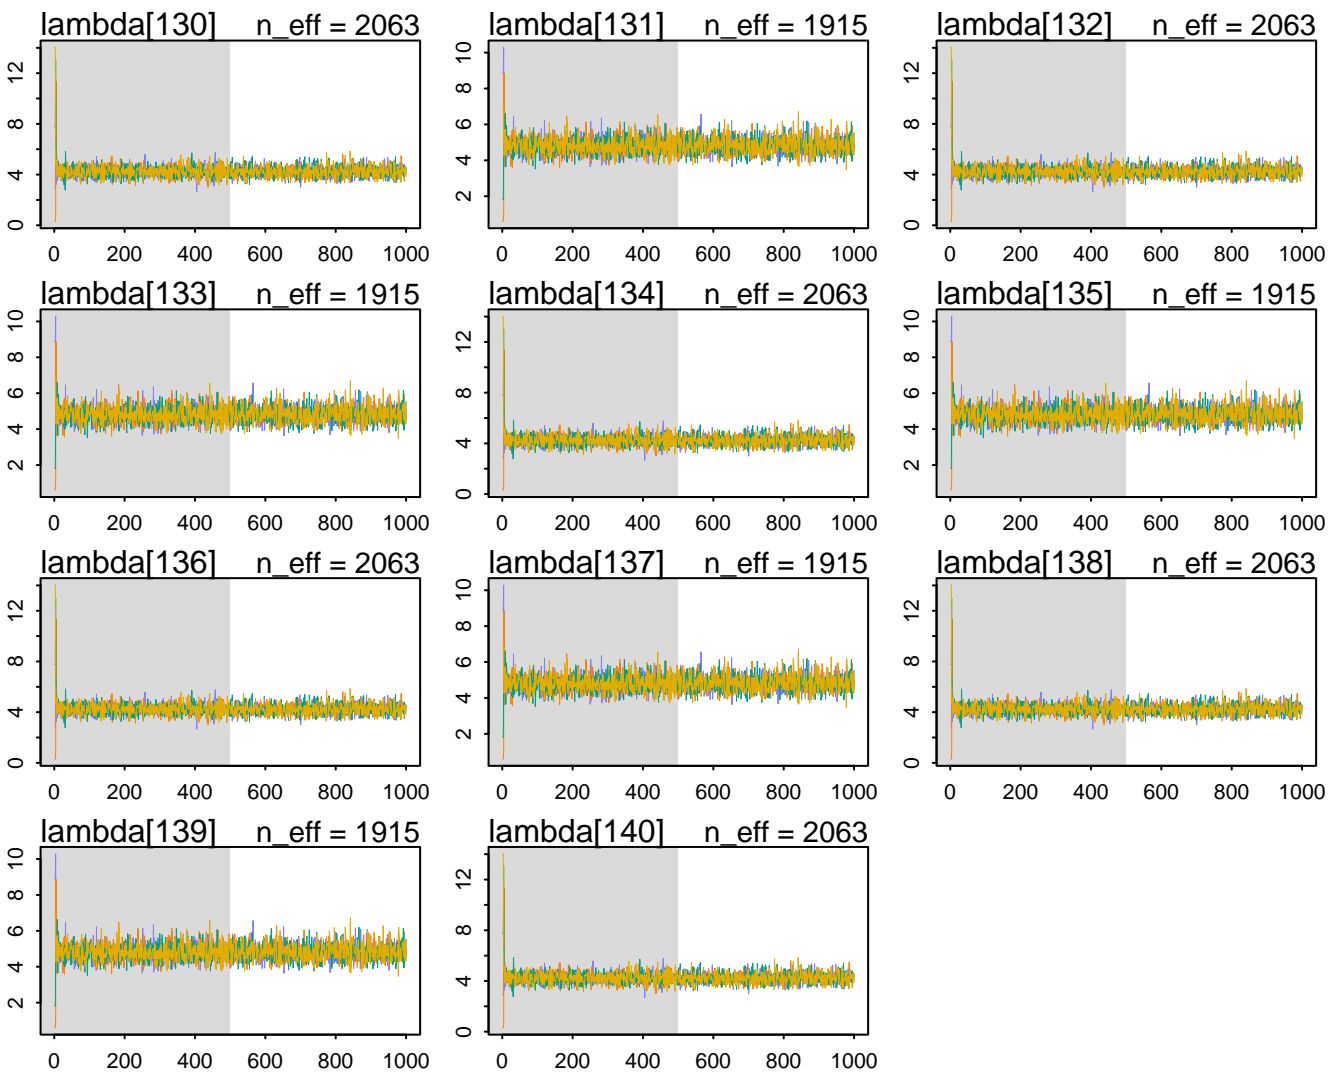 lambda[130] n_eff = 2063 lambda[131] n_eff = 1915 lambda[132] n_eff = 2063
0 4 8 12
0 200 400 600 800 1000
2 4 6 8 10
0 200 400 600 800 1000
0 4 8 12
0 200 400 600 800 1000
lambda[133] n_eff = 1915 lambda[134] n_eff = 2063 lambda[135] n_eff = 1915
2 4 6 8 10
0 200 400 600 800 1000
0 4 8 12
0 200 400 600 800 1000
2 4 6 8 10
0 200 400 600 800 1000
lambda[136] n_eff = 2063 lambda[137] n_eff = 1915 lambda[138] n_eff = 2063
0 4 8 12
0 200 400 600 800 1000
2 4 6 8 10
0 200 400 600 800 1000
0 4 8 12
0 200 400 600 800 1000
lambda[139] n_eff = 1915 lambda[140] n_eff = 2063
2 4 6 8 10
0 200 400 600 800 1000
0 4 8 12
0 200 400 600 800 1000